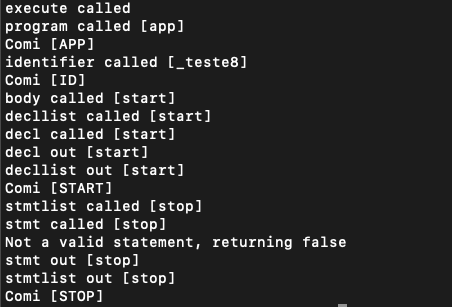 execute called
program called [app]
Comi [APP]
identifier called [_teste8]
Comi [ID]
body called [start]
decllist called [start]
decl called [start]
decl out [start]
decllist out [start]
Comi [START]
stmtlist called [stop]
stmt called [stop]
Not a valid statement, returning false
stmt out [stop]
stmtlist out [stop]
Comi [STOP]